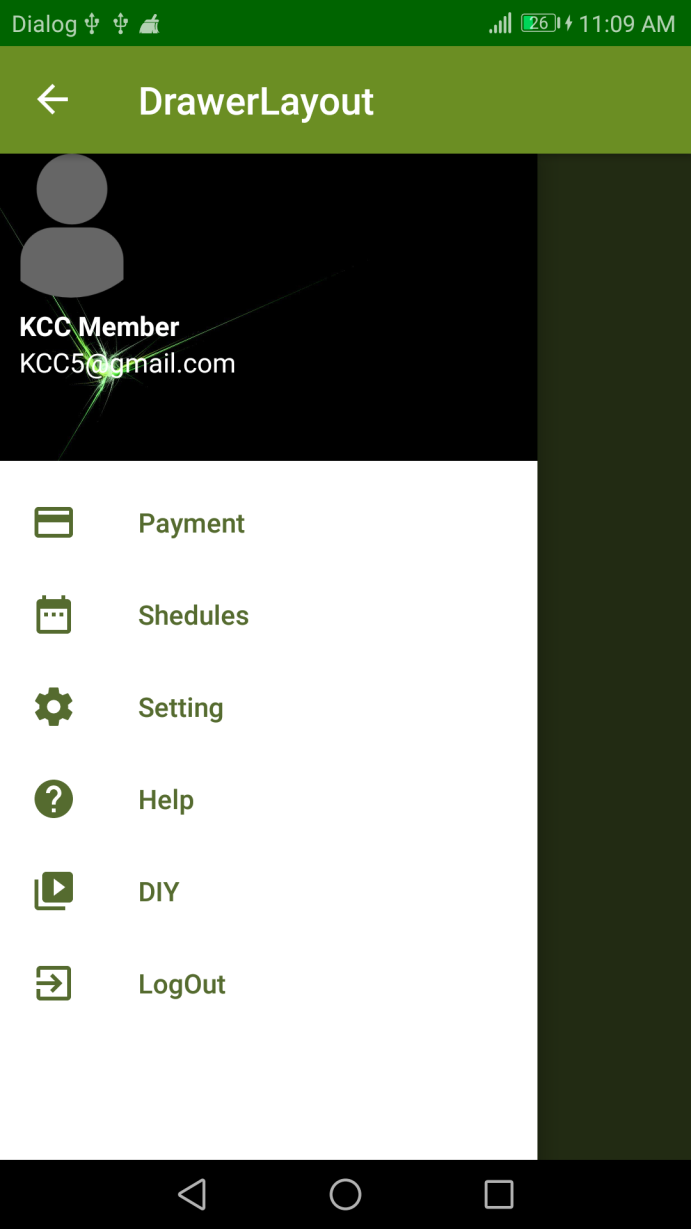 Dialog 26 11:09 AM
DrawerLayout
KCC Member
KCC5@gmail.com
Payment
Shedules
Setting
Help
DIY
LogOut